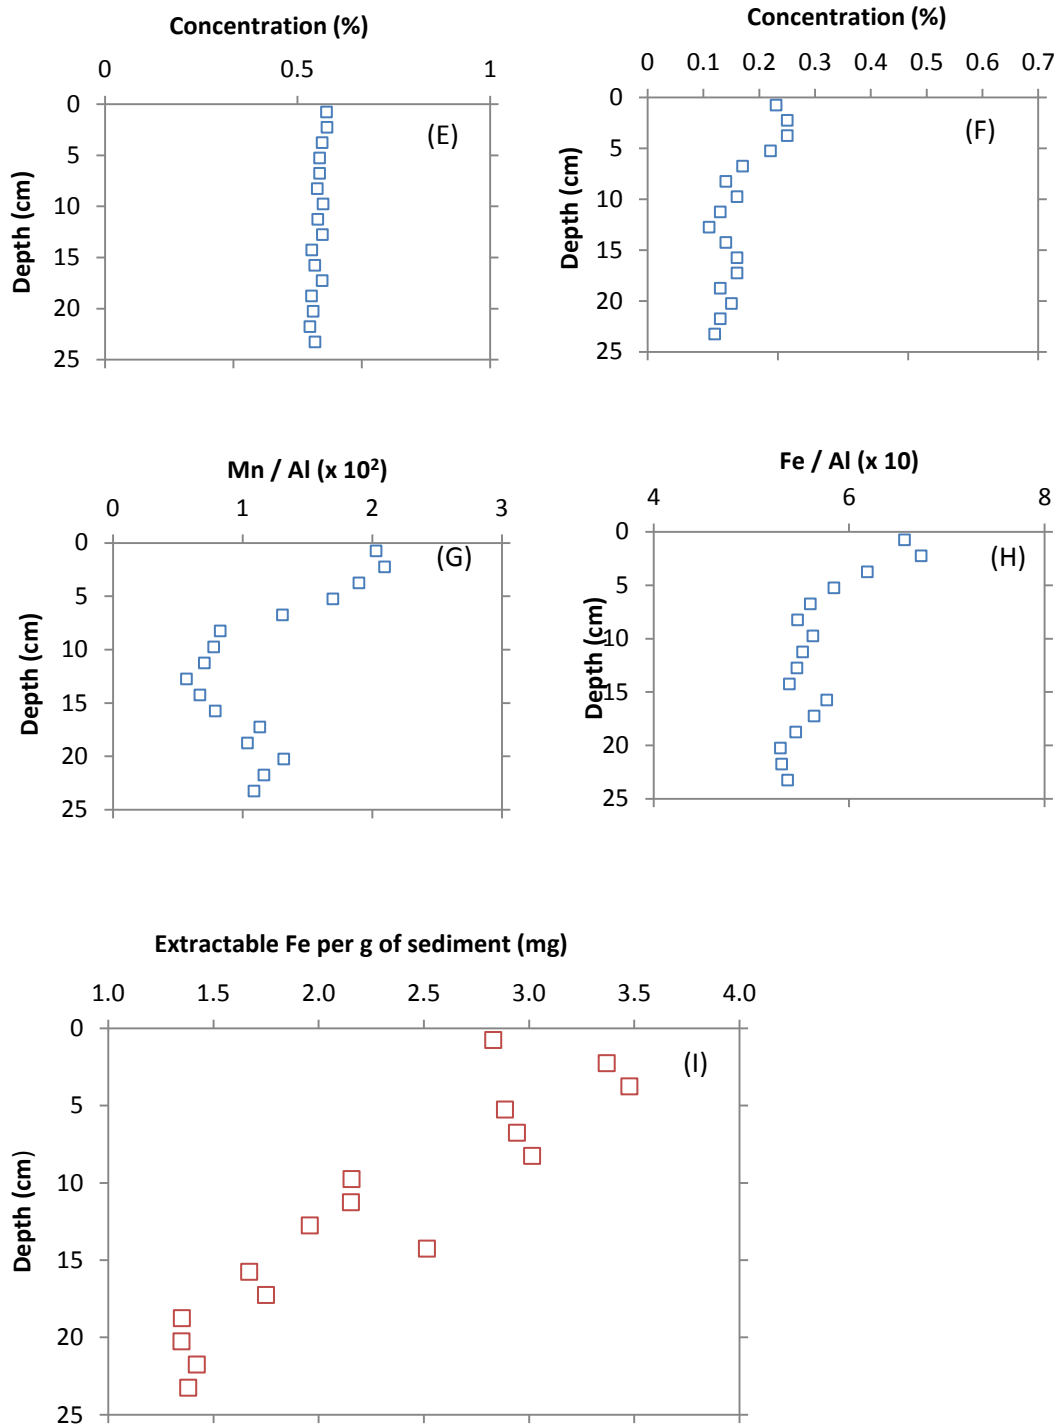 Concentration (%)
0 0.5 1
0
5
10
15
20
25
Depth (cm)
(E)
Concentration (%)
0 0.1 0.2 0.3 0.4 0.5 0.6 0.7
0
5
10
15
20
25
Depth (cm)
(F)
Mn / Al (x 10²)
0 1 2 3
0
5
10
15
20
25
Depth (cm)
(G)
Fe / Al (x 10)
4 6 8
0
5
10
15
20
25
Depth (cm)
(H)
Extractable Fe per g of sediment (mg)
1.0 1.5 2.0 2.5 3.0 3.5 4.0
0
5
10
15
20
25
Depth (cm)
(I)